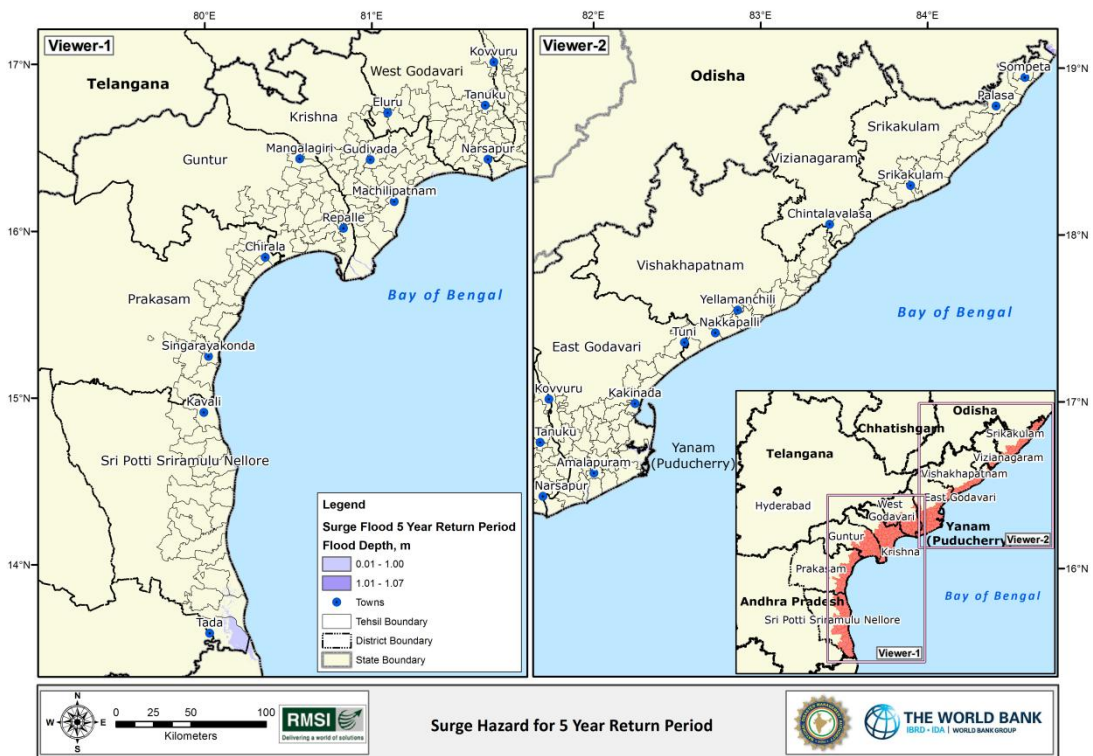 80°E
81°E
82°E
83°E
84°E
Viewer-1
Viewer-2
17°N
16°N
15°N
14°N
19°N
18°N
17°N
16°N
Telangana
West Godavari
Kovvuru
Tanuku
Eluru
Krishna
Guntur
Mangalagiri
Gudivada
Narsapur
Machilipatnam
Repalle
Chirala
Prakasam
Bay of Bengal
Singarayakonda
Kavali
Sri Potti Sriramulu Nellore
Tada
Legend
Surge Flood 5 Year Return Period
Flood Depth, m
0.01 - 1.00
1.01 - 1.07
Towns
Tehsil Boundary
District Boundary
State Boundary
Odisha
Sompeta
Palasa
Srikakulam
Vizianagaram
Srikakulam
Chintalavalasa
Vishakhapatnam
Yellamanchili
Nakkapalli
Tuni
Bay of Bengal
East Godavari
Kovvuru
Kakinada
Tanuku
Amalapuram
Yanam
(Puducherry)
Narsapur
Odisha
Chhatishgarh
Srikakulam
Telangana
Vizianagaram
Vishakhapatnam
East Godavari
Hyderabad
West
Godavari
Yanam
(Puducherry)
Viewer-2
Guntur
Krishna
Prakasam
Andhra Pradesh
Bay of Bengal
Sri Potti Sriramulu Nellore
Viewer-1
N
W
E
S
0 25 50 100
Kilometers
RMSI
Delivering a world of solutions
Surge Hazard for 5 Year Return Period
THE WORLD BANK
IBRD • IDA | WORLD BANK GROUP